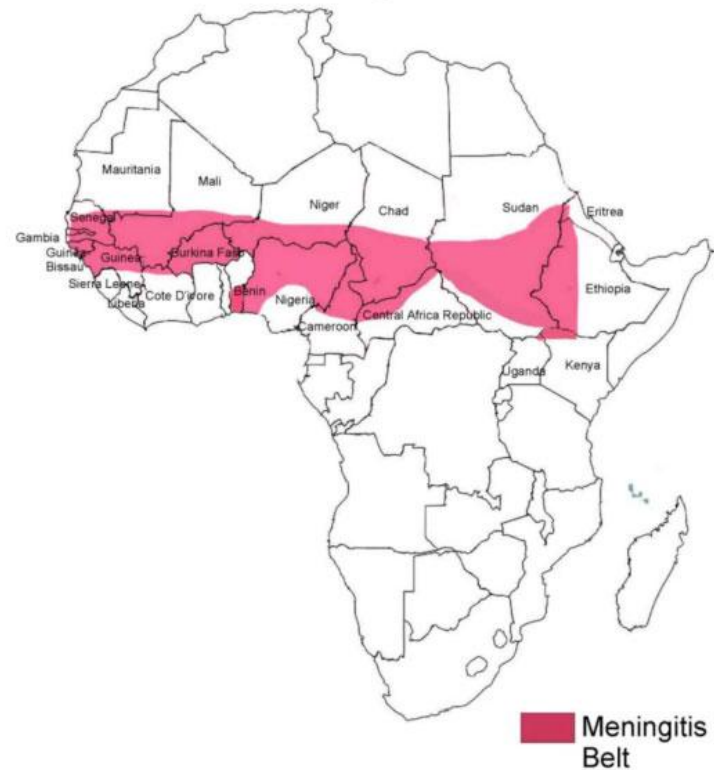 Mauritania
Mali
Niger
Chad
Sudan
Eritrea
Senegal
Gambia
Guinea
Bissau
Guinea
Burkina Faso
Sierra Leone
Liberia
Cote D'ivore
Benin
Nigeria
Cameroon
Central Africa Republic
Ethiopia
Uganda
Kenya
Meningitis
Belt